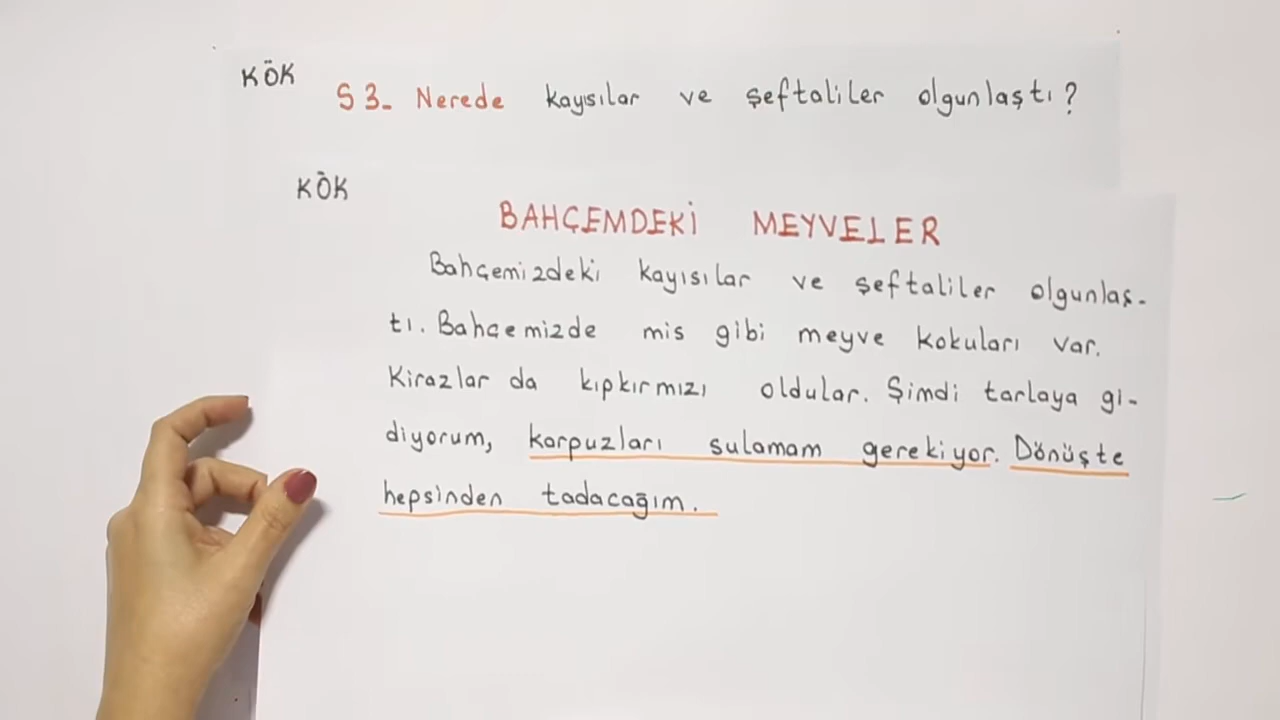 KÖK
S3- Nerede kayısılar ve şeftaliler olgunlaştı?
KÖK
BAHÇEMDEKİ MEYVELER
Bahçemizdeki kayısılar ve şeftaliler olgunlaş-
tı. Bahçemizde mis gibi meyve kokuları var.
Kirazlar da kıpkırmızı oldular. Şimdi tarlaya gi-
diyorum, karpuzları sulamam gerekiyor. Dönüşte
hepsinden tadacağım.